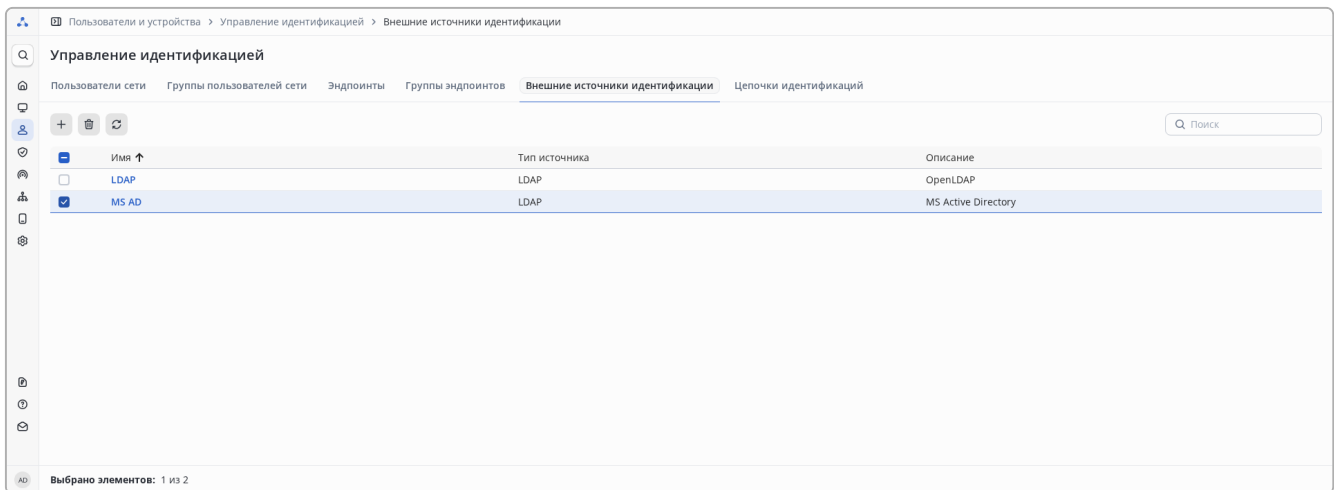 Пользователи и устройства > Управление идентификацией > Внешние источники идентификации
Управление идентификацией
Пользователи сети Группы пользователей сети Эндпоинты Группы эндпоинтов Внешние источники идентификации Цепочки идентификаций
Поиск
Имя ↑ Тип источника Описание
LDAP LDAP OpenLDAP
MS AD LDAP MS Active Directory
AD Выбрано элементов: 1 из 2